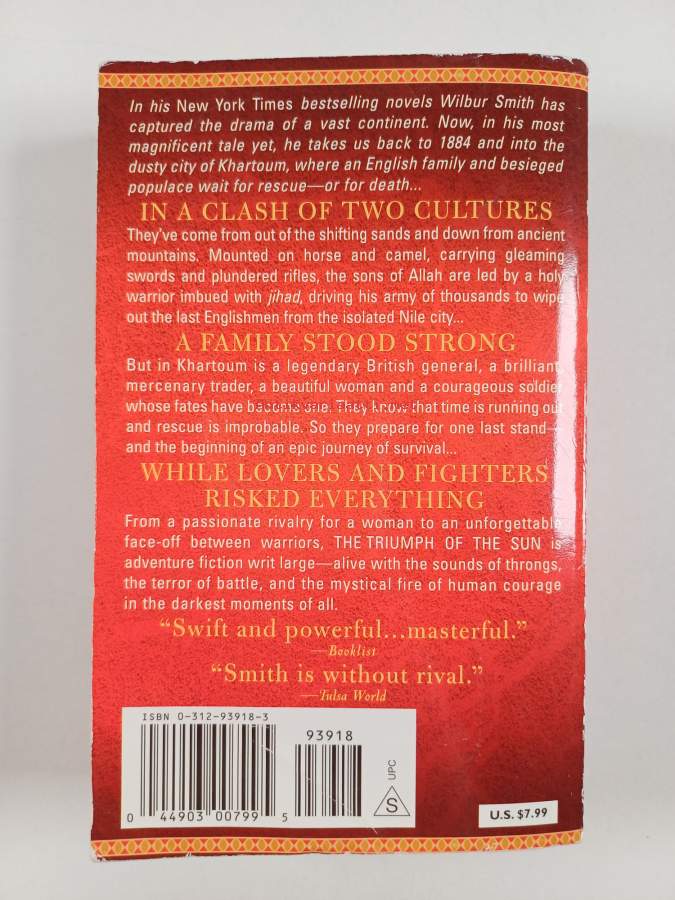 In his New York Times bestselling novels Wilbur Smith has
captured the drama of a vast continent. Now, in his most
magnificent tale yet, he takes us back to 1884 and into the
dusty city of Khartoum, where an English family and besieged
populace wait for rescue—or for death...
IN A CLASH OF TWO CULTURES
They've come from out of the shifting sands and down from ancient
mountains. Mounted on horse and camel, carrying gleaming
swords and plundered rifles, the sons of Allah are led by a holy
warrior imbued with jihad, driving his army of thousands to wipe
out the last Englishmen from the isolated Nile city...
A FAMILY STOOD STRONG
But in Khartoum is a legendary British general, a brilliant
mercenary trader, a beautiful woman and a courageous soldier
whose fates have become one. They know that time is running out
and rescue is improbable. So they prepare for one last stand—
and the beginning of an epic journey of survival...
WHILE LOVERS AND FIGHTERS
RISKED EVERYTHING
From a passionate rivalry for a woman to an unforgettable
face-off between warriors, THE TRIUMPH OF THE SUN is
adventure fiction writ large—alive with the sounds of throngs,
the terror of battle, and the mystical fire of human courage
in the darkest moments of all.
"Swift and powerful...masterful."
—Booklist
"Smith is without rival."
—Tulsa World
ISBN 0-312-93918-3
93918
0 44903 00799 5
UPC
S
U.S. $7.99